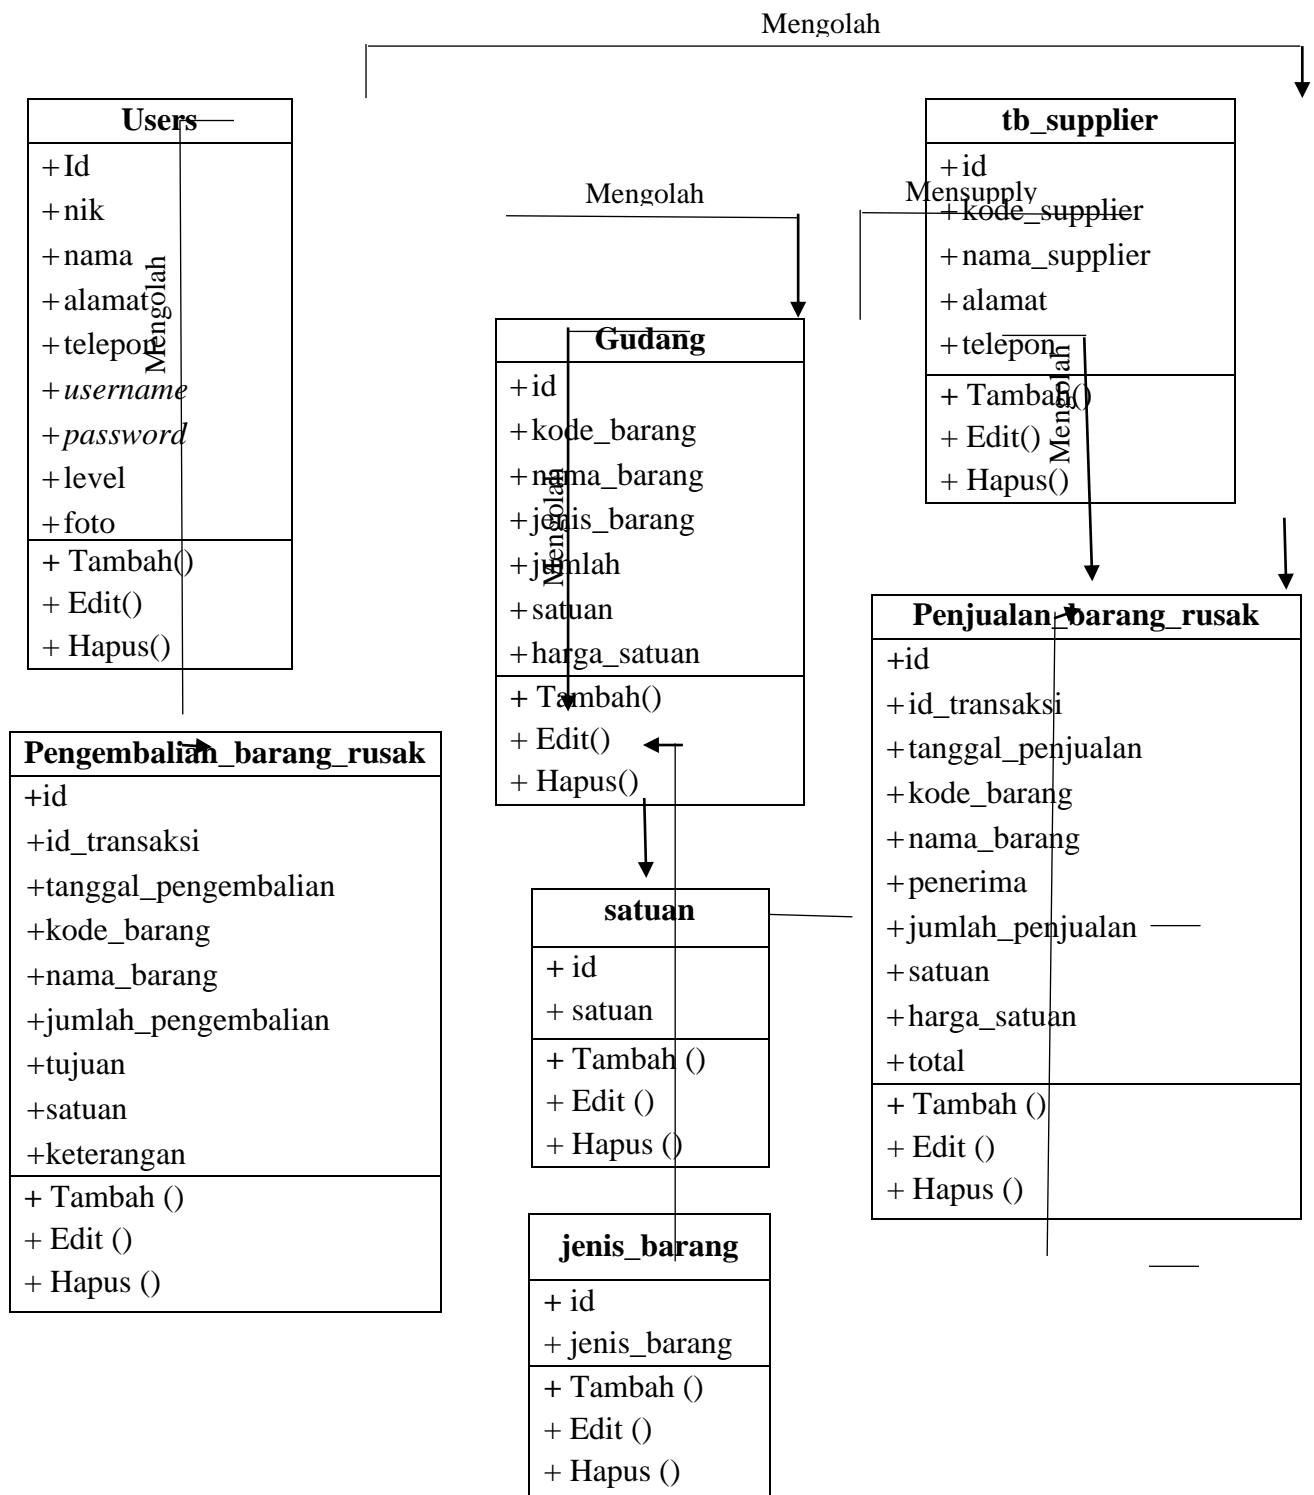 Mengolah
Users
+Id
+nik
+nama
+alamat
+telepon
+username
+password
+level
+foto
+ Tambah()
+ Edit()
+ Hapus()
Mengolah
Mengolah
Mensupply
tb_supplier
+id
+kode_supplier
+nama_supplier
+alamat
+telepon
+ Tambah()
+ Edit()
+ Hapus()
Mengolah
Gudang
+id
+kode_barang
+nama_barang
+jenis_barang
+jumlah
+satuan
+harga_satuan
+ Tambah()
+ Edit()
+ Hapus()
Mengolah
Penjualan_barang_rusak
+id
+id_transaksi
+tanggal_penjualan
+kode_barang
+nama_barang
+penerima
+jumlah_penjualan
+satuan
+harga_satuan
+total
+ Tambah ()
+ Edit ()
+ Hapus ()
Pengembalian_barang_rusak
+id
+id_transaksi
+tanggal_pengembalian
+kode_barang
+nama_barang
+jumlah_pengembalian
+tujuan
+satuan
+keterangan
+ Tambah ()
+ Edit ()
+ Hapus ()
satuan
+ id
+ satuan
+ Tambah ()
+ Edit ()
+ Hapus ()
jenis_barang
+ id
+ jenis_barang
+ Tambah ()
+ Edit ()
+ Hapus ()